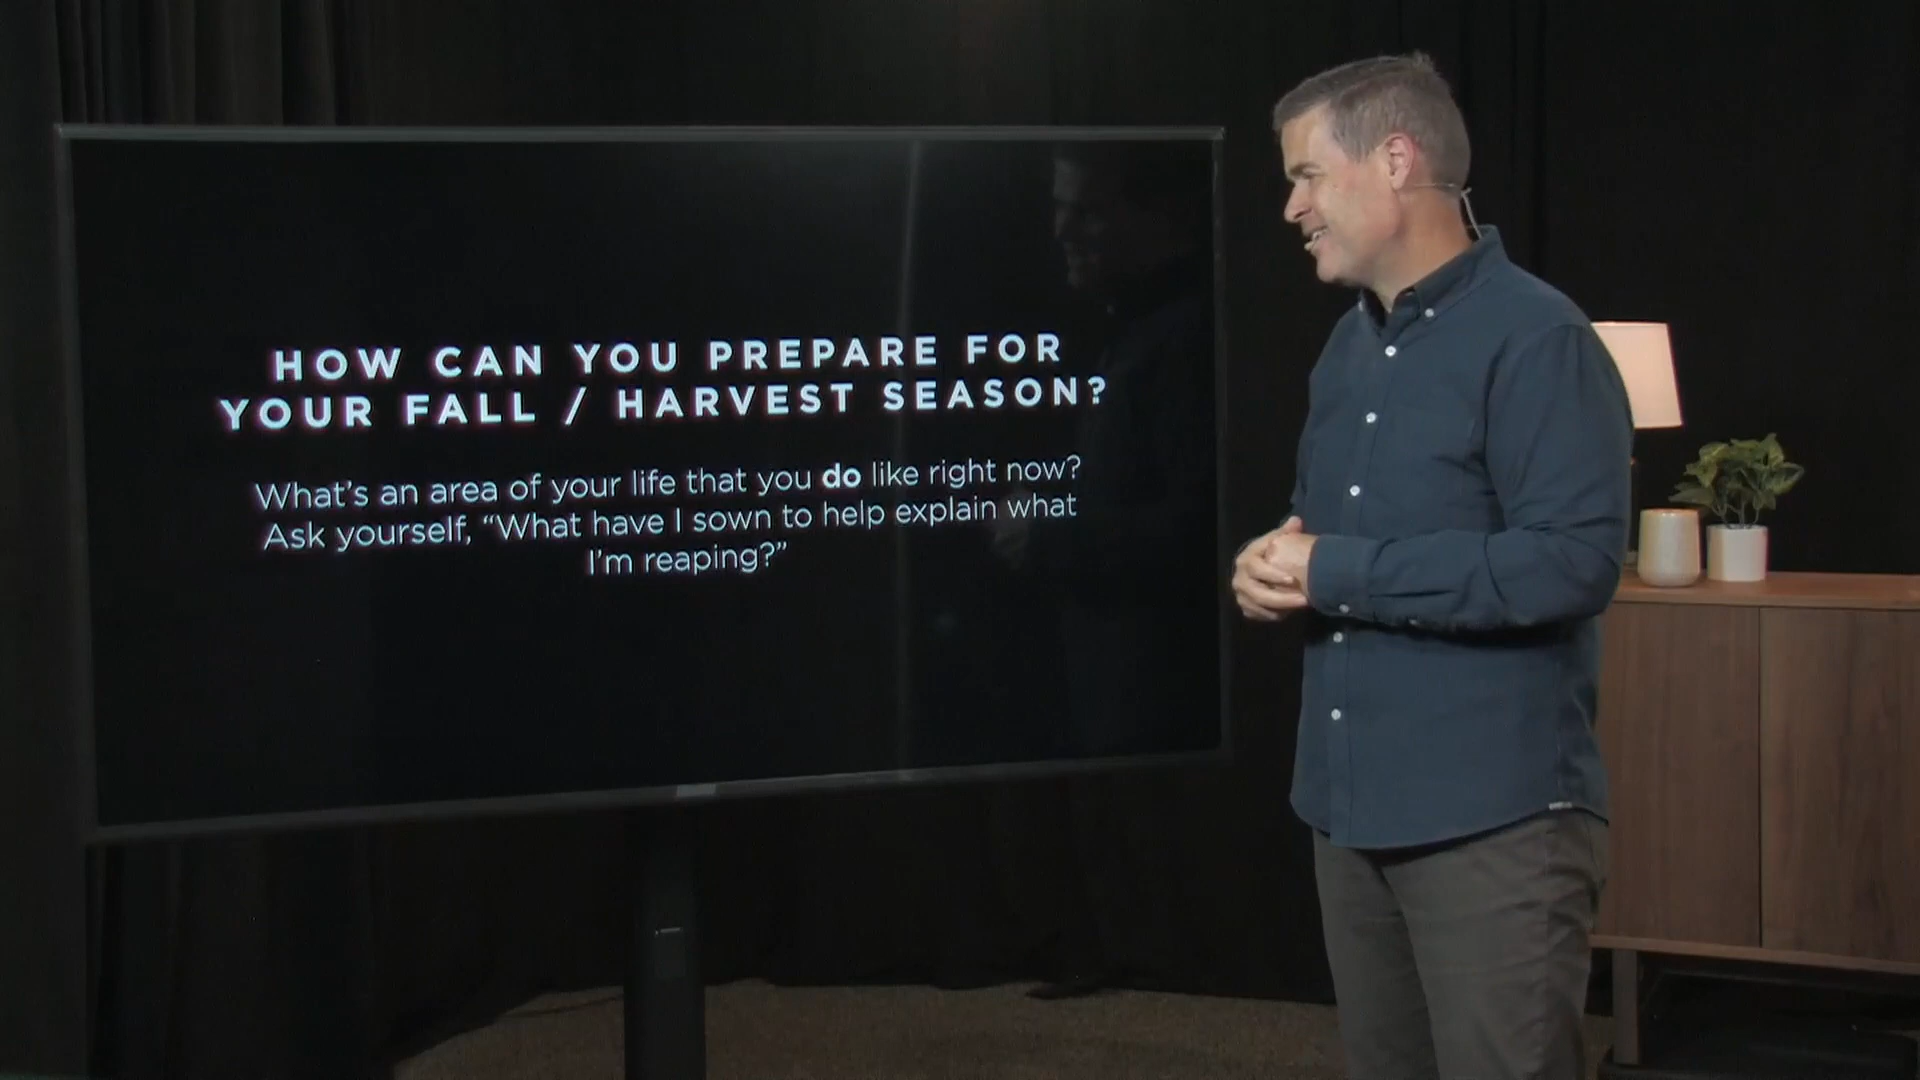 HOW CAN YOU PREPARE FOR
YOUR FALL / HARVEST SEASON?
What's an area of your life that you do like right now?
Ask yourself, “What have I sown to help explain what
I'm reaping?”